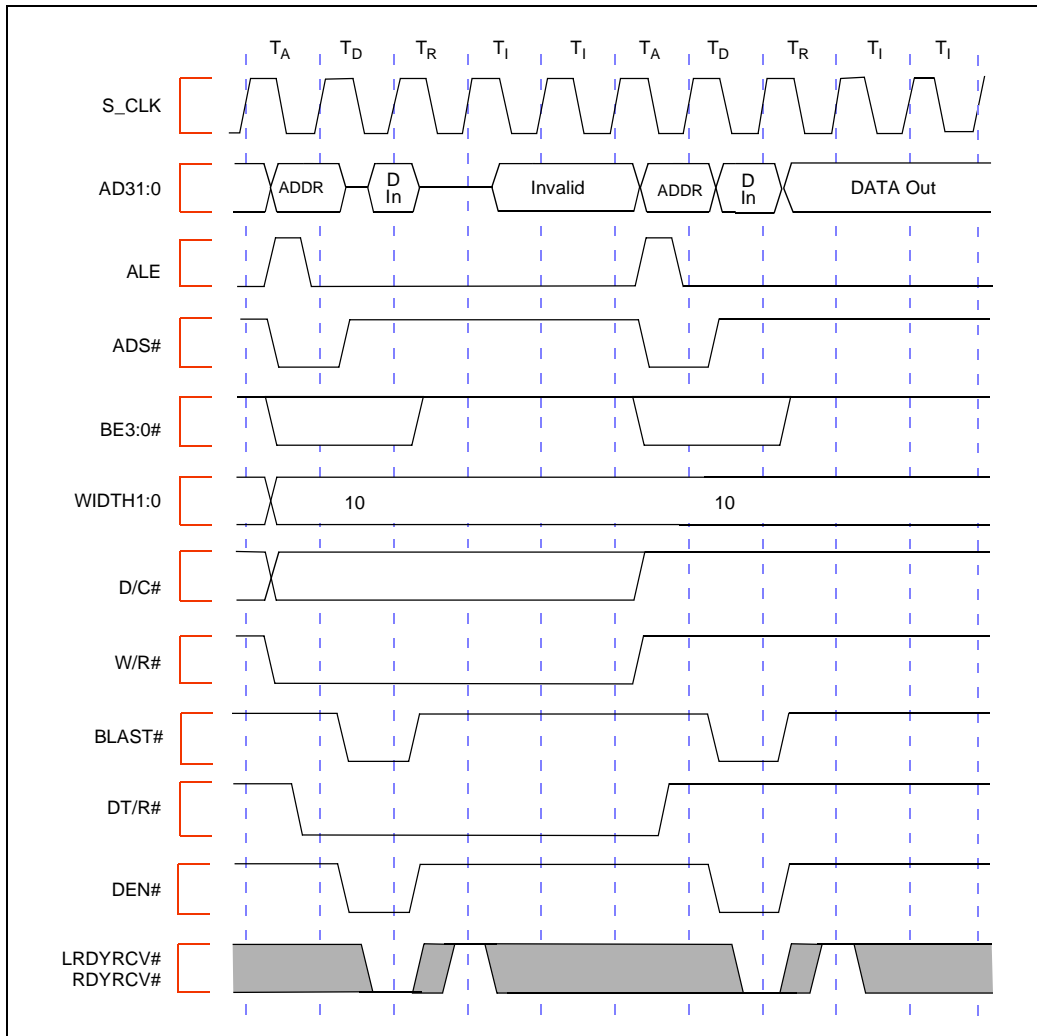 TA TD TR TI TI TA TD TR TI TI
S_CLK
AD31:0 ADDR D In Invalid ADDR D In DATA Out
ALE
ADS#
BE3:0#
WIDTH1:0 10 10
D/C#
W/R#
BLAST#
DT/R#
DEN#
LRDYRCV#
RDYRCV#